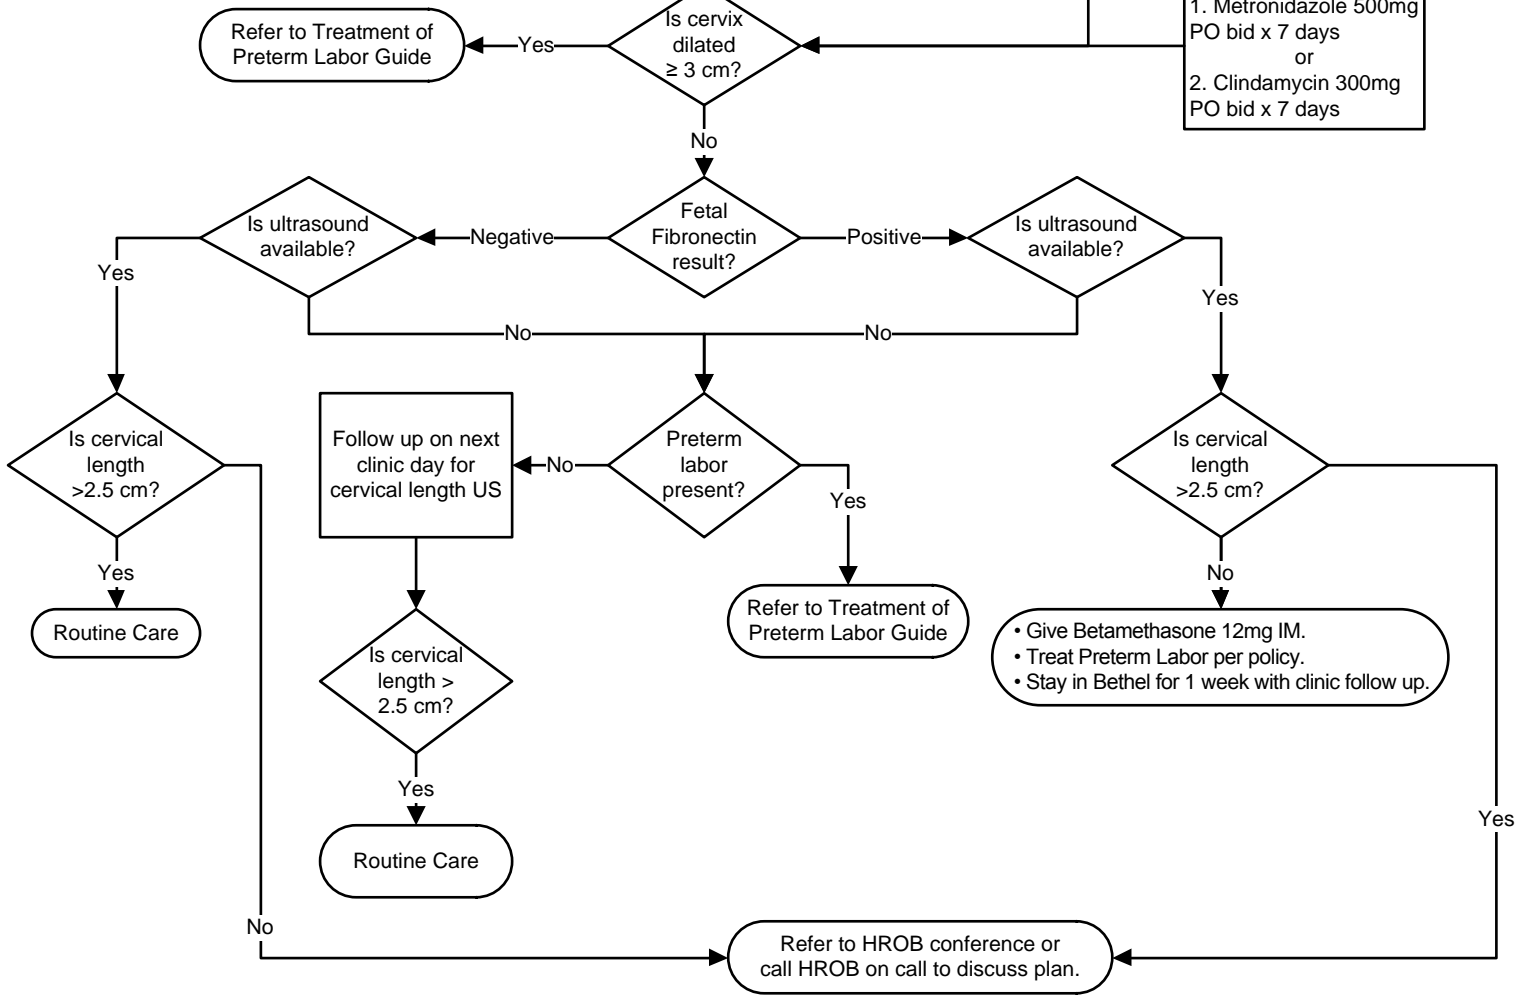 Refer to Treatment of
Preterm Labor Guide
Yes
Is cervix
dilated
≥ 3 cm?
1. Metronidazole 500mg
PO bid x 7 days
or
2. Clindamycin 300mg
PO bid x 7 days
No
Is ultrasound
available?
Negative
Fetal
Fibronectin
result?
Positive
Is ultrasound
available?
Yes
Yes
No
No
Is cervical
length
>2.5 cm?
Follow up on next
clinic day for
cervical length US
No
Preterm
labor
present?
Yes
Is cervical
length
>2.5 cm?
Yes
No
Routine Care
Refer to Treatment of
Preterm Labor Guide
• Give Betamethasone 12mg IM.
• Treat Preterm Labor per policy.
• Stay in Bethel for 1 week with clinic follow up.
Is cervical
length >
2.5 cm?
Yes
Yes
Routine Care
No
Refer to HROB conference or
call HROB on call to discuss plan.